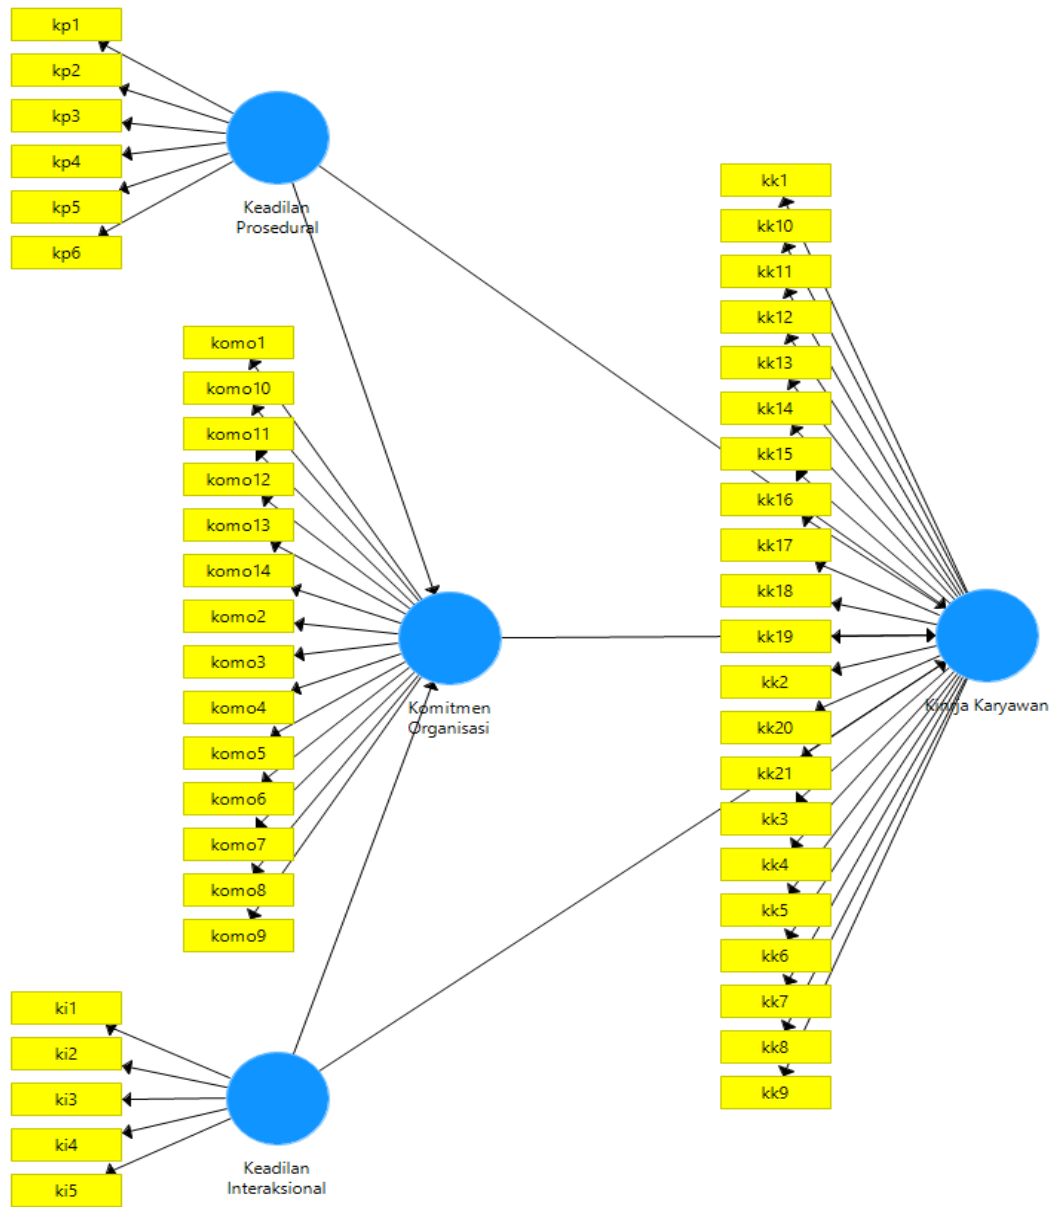 kp1
kp2
kp3
kp4
kp5
kp6
Keadilan
Prosedural
komo1
komo10
komo11
komo12
komo13
komo14
komo2
komo3
komo4
komo5
komo6
komo7
komo8
komo9
Komitmen
Organisasi
kk1
kk10
kk11
kk12
kk13
kk14
kk15
kk16
kk17
kk18
kk19
kk2
kk20
kk21
kk3
kk4
kk5
kk6
kk7
kk8
kk9
Kinrja Karyawan
ki1
ki2
ki3
ki4
ki5
Keadilan
Interaksional